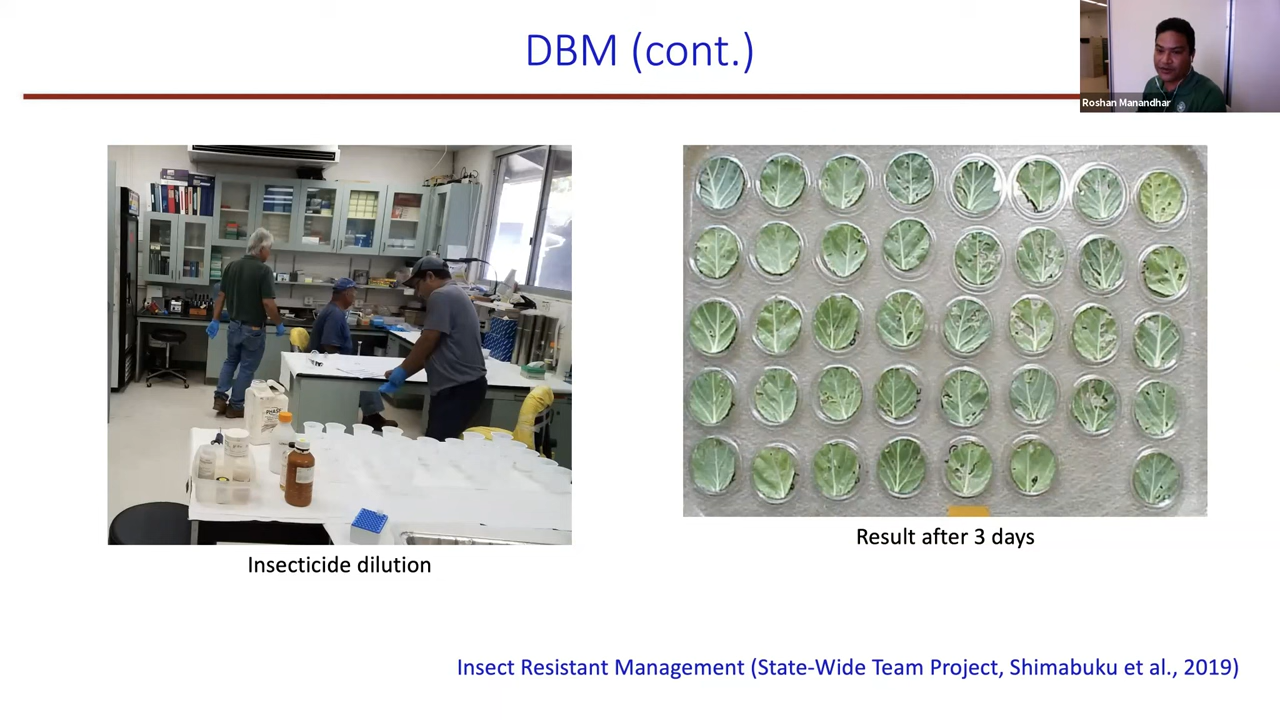 DBM (cont.)
Roshan Manandhar
PHASE
Insecticide dilution
Result after 3 days
Insect Resistant Management (State-Wide Team Project, Shimabuku et al., 2019)